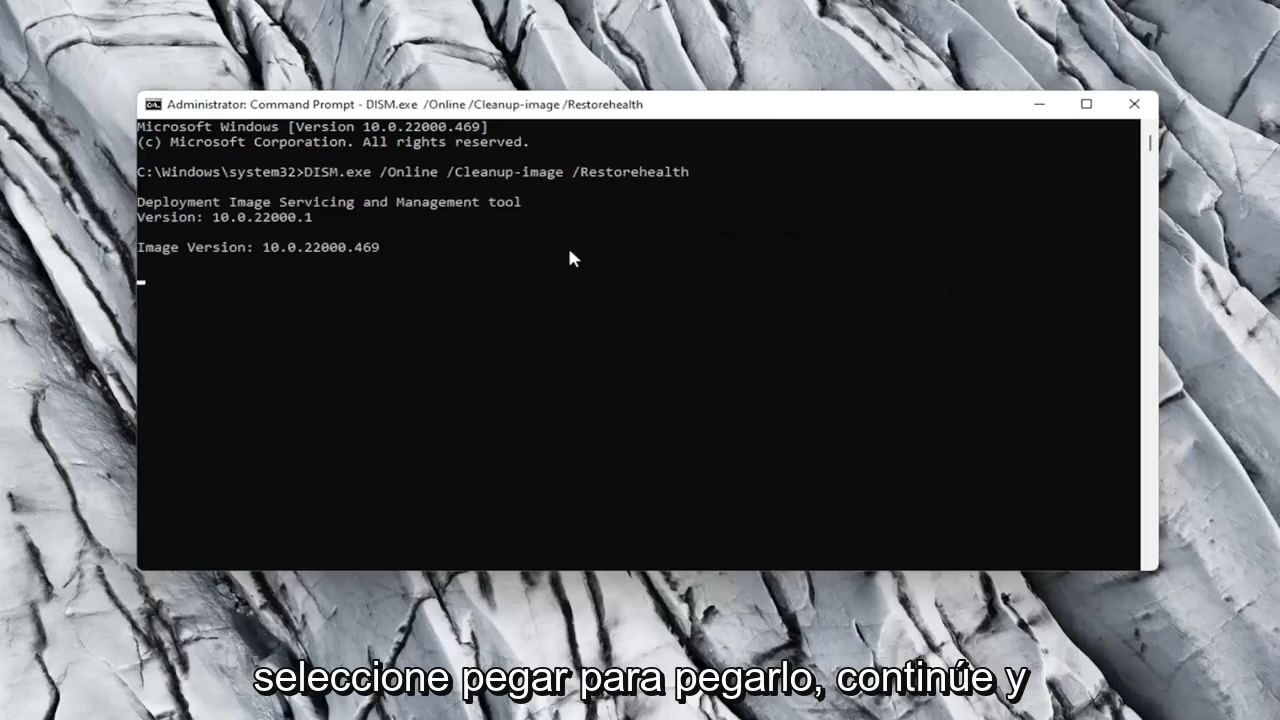 Administrator: Command Prompt - DISM.exe /Online /Cleanup-image /Restorehealth
Microsoft Windows [Version 10.0.22000.469]
(c) Microsoft Corporation. All rights reserved.
C:\Windows\system32>DISM.exe /Online /Cleanup-image /Restorehealth
Deployment Image Servicing and Management tool
Version: 10.0.22000.1
Image Version: 10.0.22000.469
seleccione pegar para pegarlo, continúe y